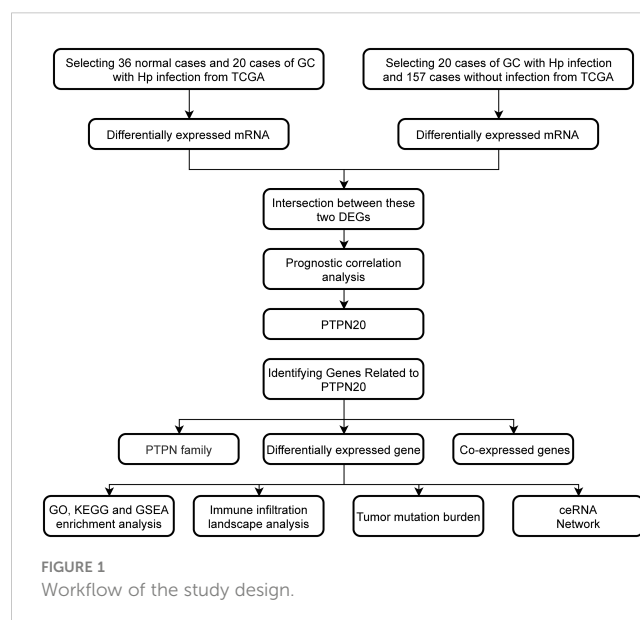 Selecting 36 normal cases and 20 cases of GC
with Hp infection from TCGA
Selecting 20 cases of GC with Hp infection
and 157 cases without infection from TCGA
Differentially expressed mRNA
Differentially expressed mRNA
Intersection between these
two DEGs
Prognostic correlation
analysis
PTPN20
Identifying Genes Related to
PTPN20
PTPN family
Differentially expressed gene
Co-expressed genes
GO, KEGG and GSEA
enrichment analysis
Immune infiltration
landscape analysis
Tumor mutation burden
ceRNA
Network
FIGURE 1
Workflow of the study design.